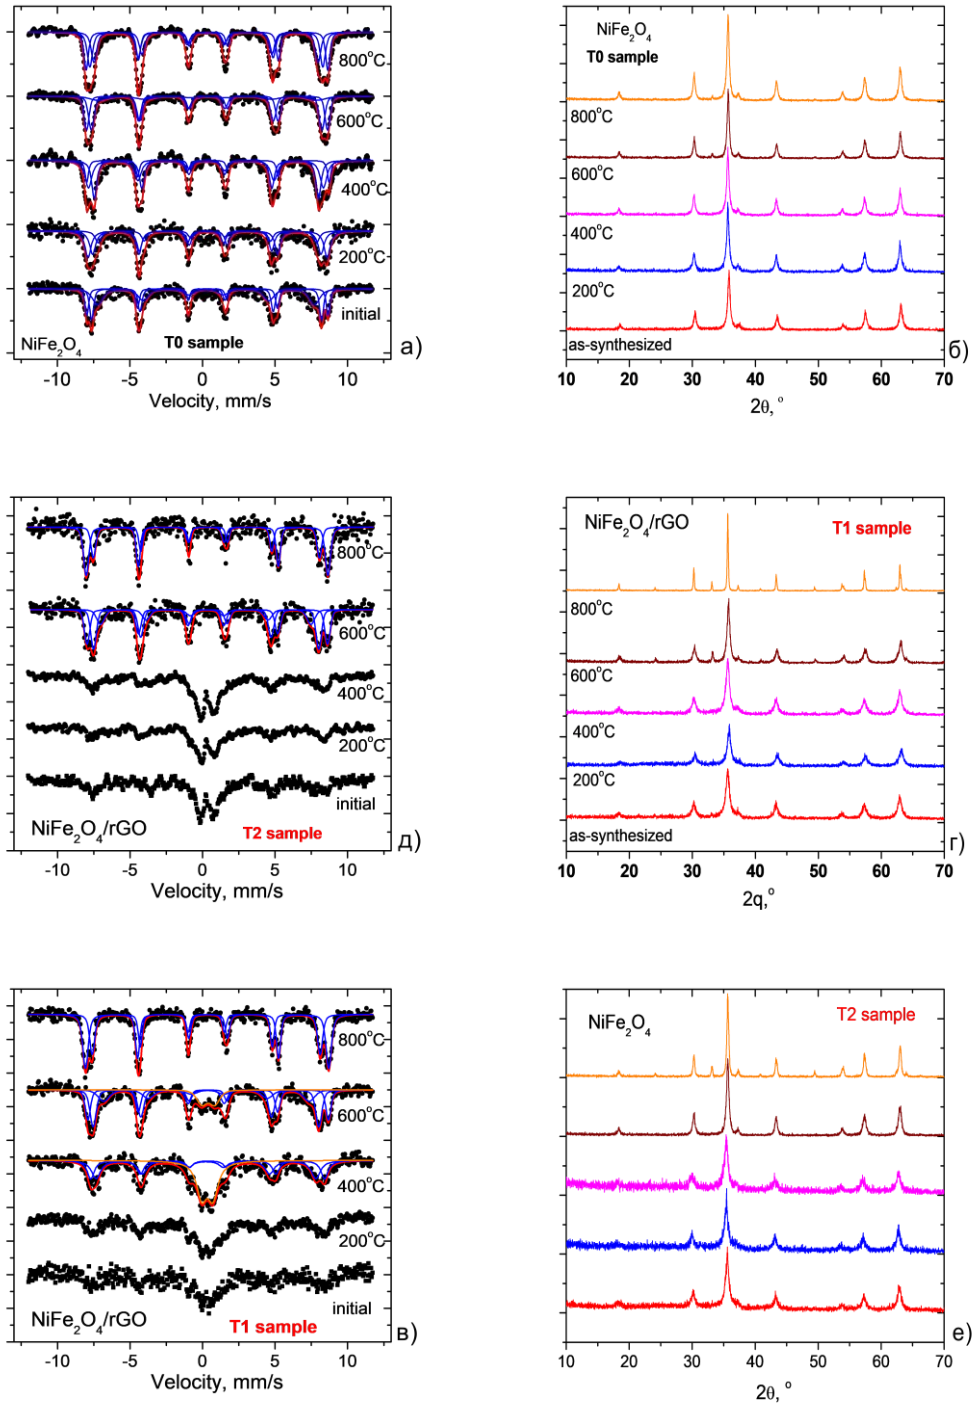 800°C
600°C
400°C
200°C
initial
NiFe₂O₄
T0 sample
-10 -5 0 5 10
Velocity, mm/s
а)
NiFe₂O₄
T0 sample
800°C
600°C
400°C
200°C
as-synthesized
10 20 30 40 50 60 70
2θ, °
б)
800°C
600°C
400°C
200°C
initial
NiFe₂O₄/rGO
T2 sample
-10 -5 0 5 10
Velocity, mm/s
д)
NiFe₂O₄/rGO
T1 sample
800°C
600°C
400°C
200°C
as-synthesized
10 20 30 40 50 60 70
2q,°
г)
800°C
600°C
400°C
200°C
initial
NiFe₂O₄/rGO
T1 sample
-10 -5 0 5 10
Velocity, mm/s
в)
NiFe₂O₄
T2 sample
10 20 30 40 50 60 70
2θ, °
е)